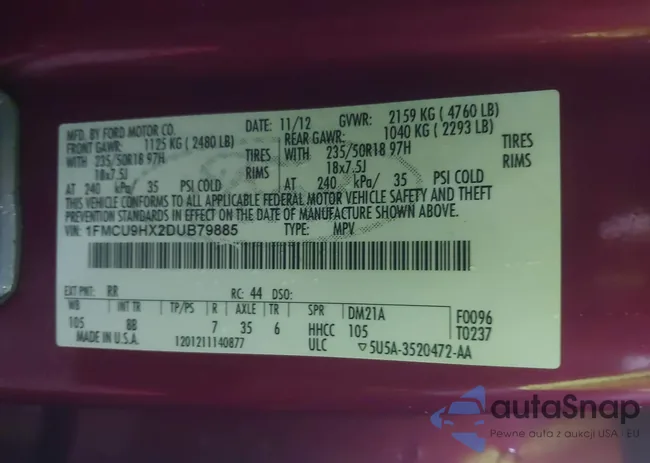 MFD. BY FORD MOTOR CO. DATE: 11/12 GVWR: 2159 KG (4760 LB)
FRONT GAWR: 1125 KG (2480 LB) REAR GAWR: 1040 KG (2293 LB)
WITH 235/50R18 97H TIRES WITH 235/50R18 97H TIRES
18x7.5J RIMS 18x7.5J RIMS
AT 240 kPa/ 35 PSI COLD AT 240 kPa/ 35 PSI COLD
THIS VEHICLE CONFORMS TO ALL APPLICABLE FEDERAL MOTOR VEHICLE SAFETY AND THEFT
PREVENTION STANDARDS IN EFFECT ON THE DATE OF MANUFACTURE SHOWN ABOVE.
VIN: 1FMCU9HX2DUB79885 TYPE: MPV
EXT PNT: RR RC: 44 DSO:
WB INT TR TP/PS R AXLE TR SPR DM21A F0096
105 BB 7 35 6 HHCC 105 T0237
MADE IN U.S.A. 1201211140877 ULC ▽5U5A-3520472-AA
autaSnap
Pewne auta z aukcji USA - EU